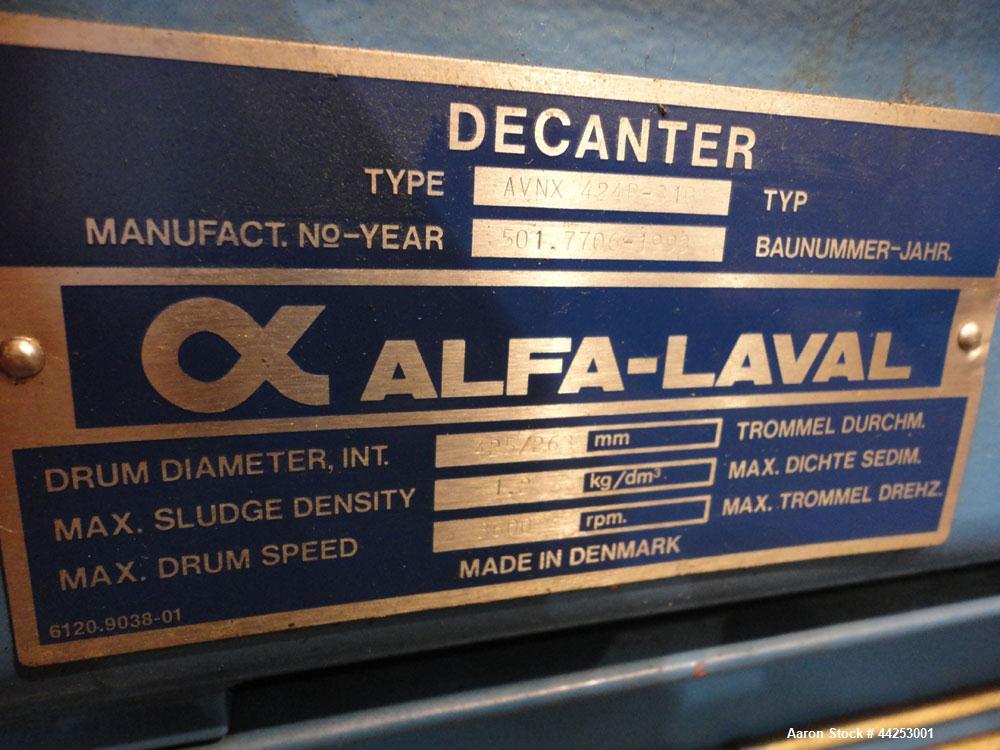 DECANTER
TYPE AVNX TYP
MANUFACT. Nº-YEAR BAUNUMMER-JAHR.
ALFA-LAVAL
DRUM DIAMETER, INT. mm TROMMEL DURCHM.
MAX. SLUDGE DENSITY kg/dm³ MAX. DICHTE SEDIM.
MAX. DRUM SPEED rpm. MAX. TROMMEL DREHZ.
MADE IN DENMARK
6120.9038-01
Aaron Stock # 44253001